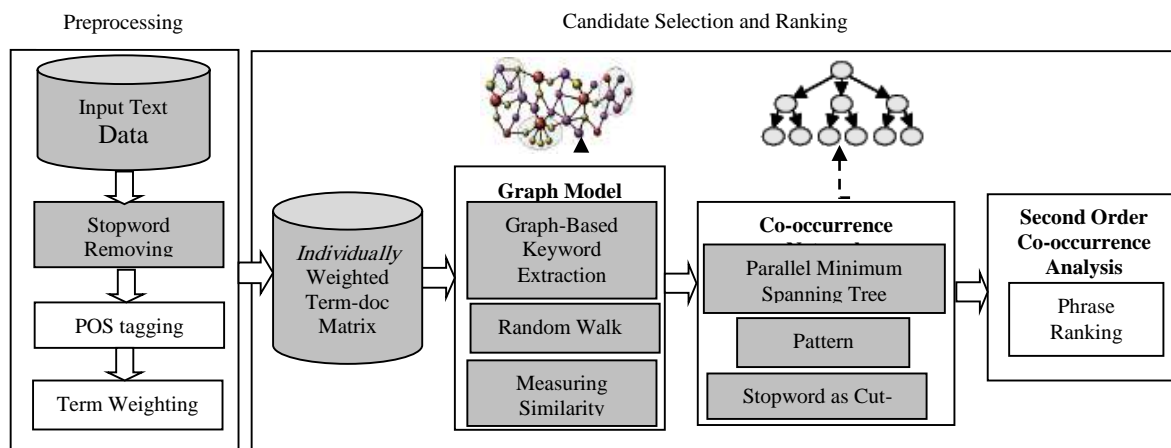 Preprocessing
Candidate Selection and Ranking
Input Text
Data
Stopword
Removing
POS tagging
Term Weighting
Individually
Weighted
Term-doc
Matrix
Graph Model
Graph-Based
Keyword
Extraction
Random Walk
Measuring
Similarity
Co-occurrence
Parallel Minimum
Spanning Tree
Pattern
Stopword as Cut-
Second Order
Co-occurrence
Analysis
Phrase
Ranking